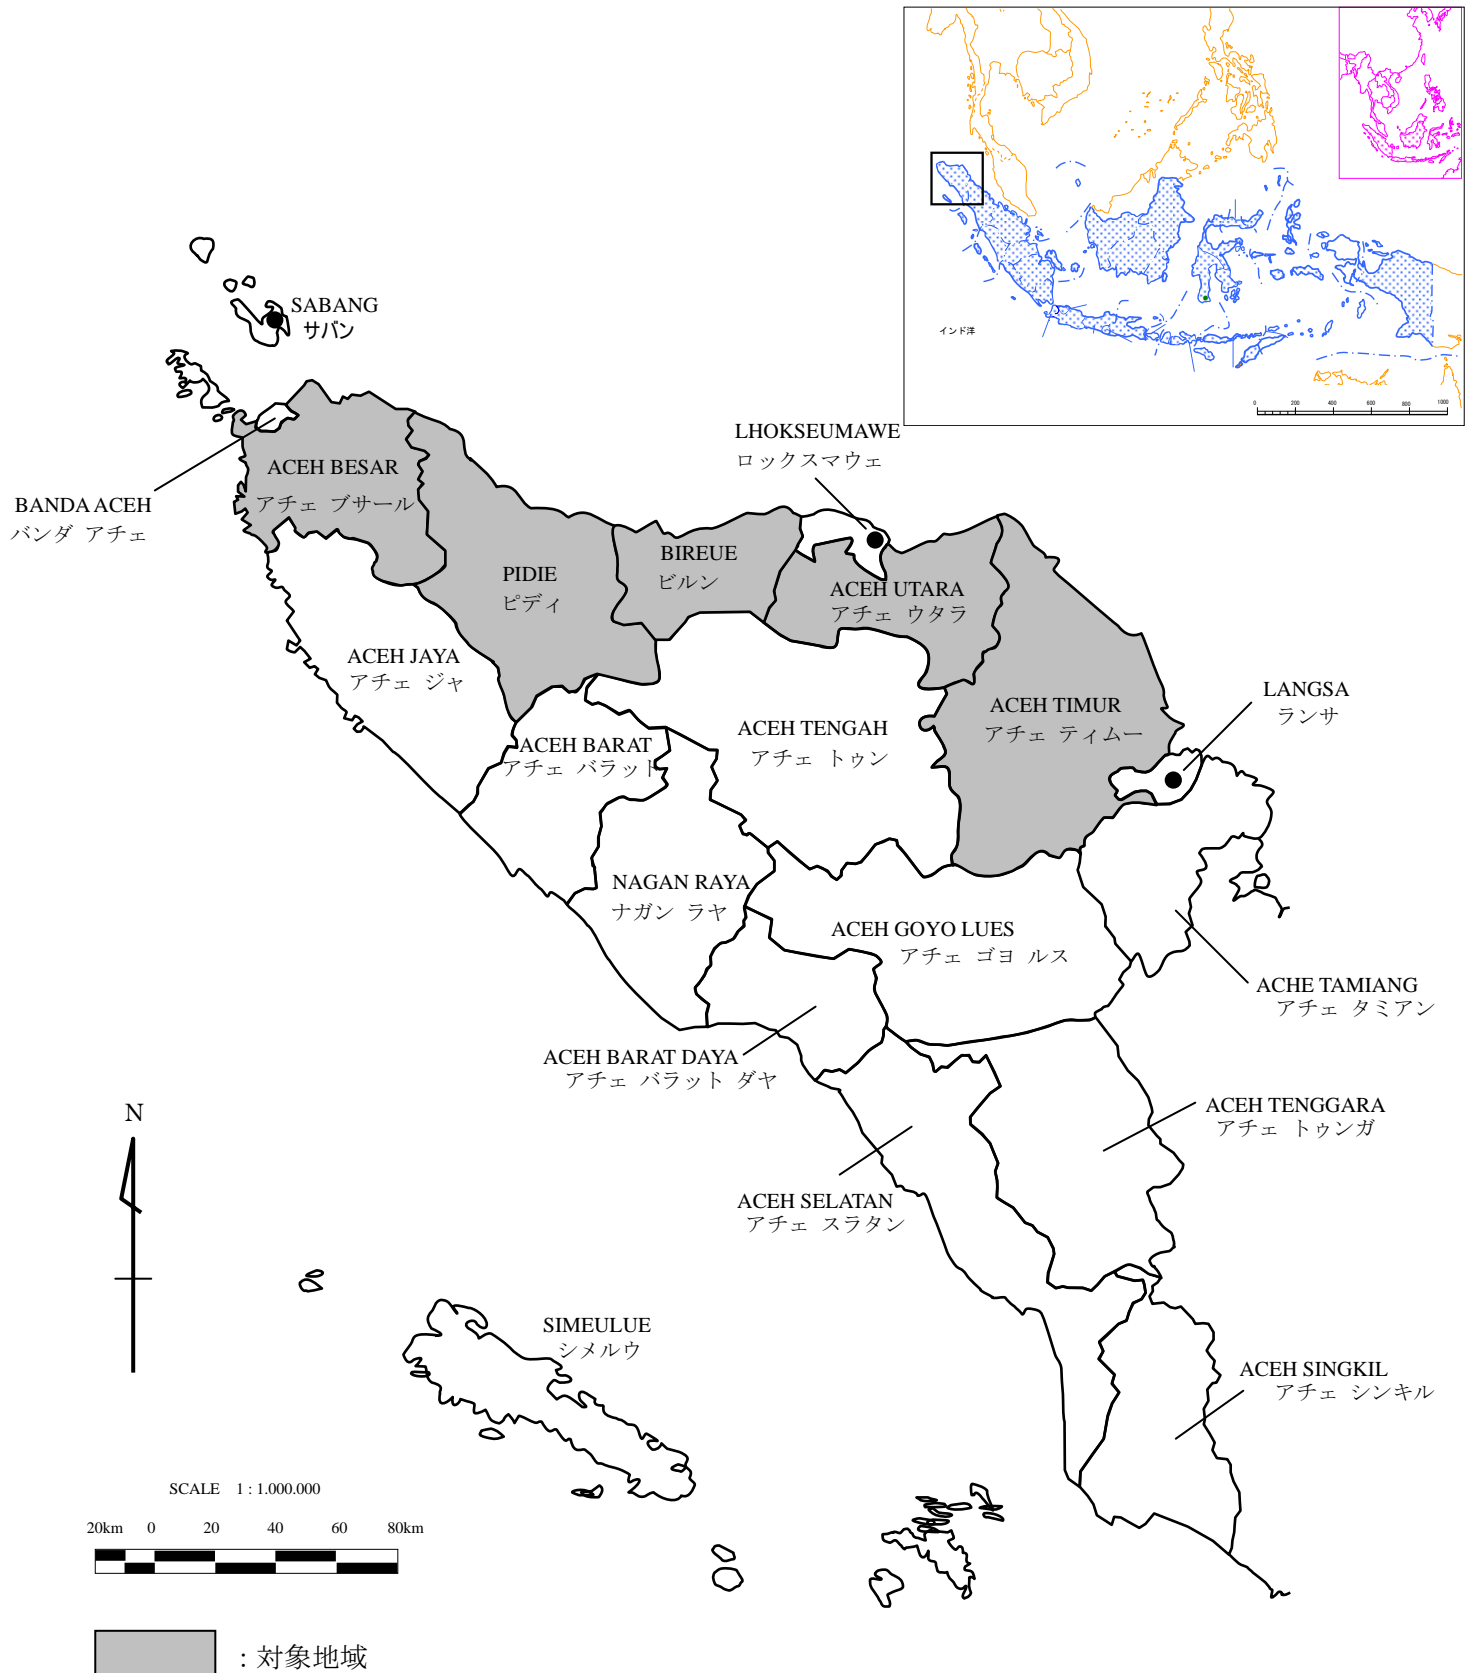 インド洋
0 200 400 600 800 1000
SABANG
サバン
LHOKSEUMAWE
ロックスマウェ
ACEH BESAR
アチェ ブサール
BANDA ACEH
バンダ アチェ
BIREUE
ビルン
PIDIE
ピディ
ACEH UTARA
アチェ ウタラ
ACEH JAYA
アチェ ジャ
LANGSA
ランサ
ACEH TIMUR
アチェ ティムー
ACEH TENGAH
アチェ トゥン
ACEH BARAT
アチェ バラット
NAGAN RAYA
ナガン ラヤ
ACEH GOYO LUES
アチェ ゴヨ ルス
ACHE TAMIANG
アチェ タミアン
ACEH BARAT DAYA
アチェ バラット ダヤ
N
ACEH TENGGARA
アチェ トゥンガ
ACEH SELATAN
アチェ スラタン
SIMEULUE
シメルウ
ACEH SINGKIL
アチェ シンキル
SCALE 1 : 1.000.000
20km 0 20 40 60 80km
: 対象地域